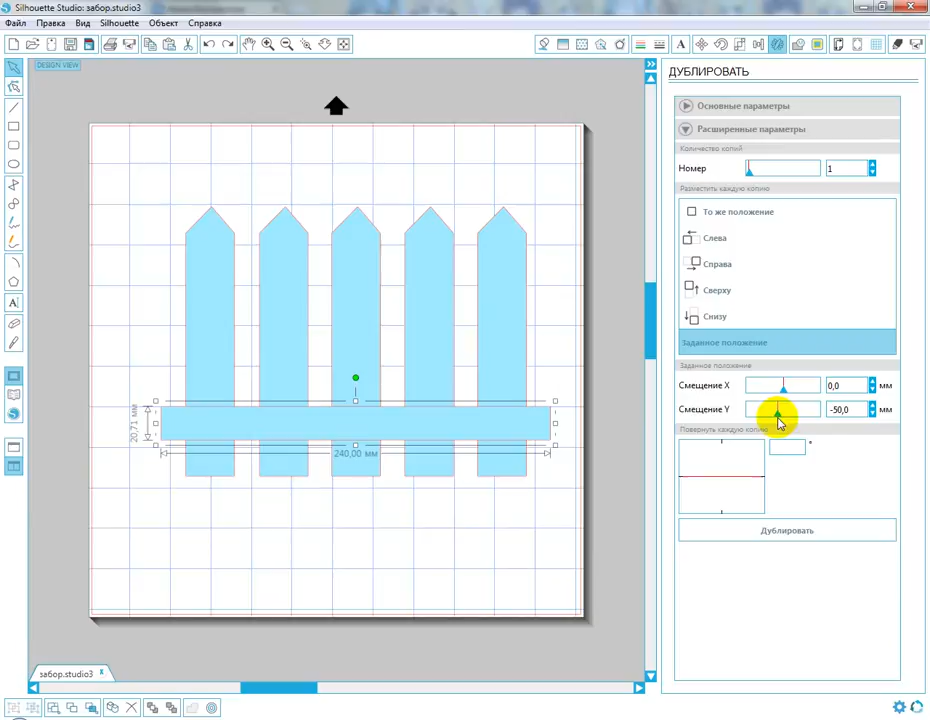 Silhouette Studio: забор.studio3
Файл Правка Вид Silhouette Объект Справка
DESIGN VIEW
ДУБЛИРОВАТЬ
Основные параметры
Расширенные параметры
Количество копий
Номер 1
Разместить каждую копию
То же положение
Слева
Справа
Сверху
Снизу
Заданное положение
Заданное положение
Смещение X 0,0 мм
Смещение Y -50,0 мм
Повернуть каждую копию
°
Дублировать
20,71 мм
240,00 мм
забор.studio3